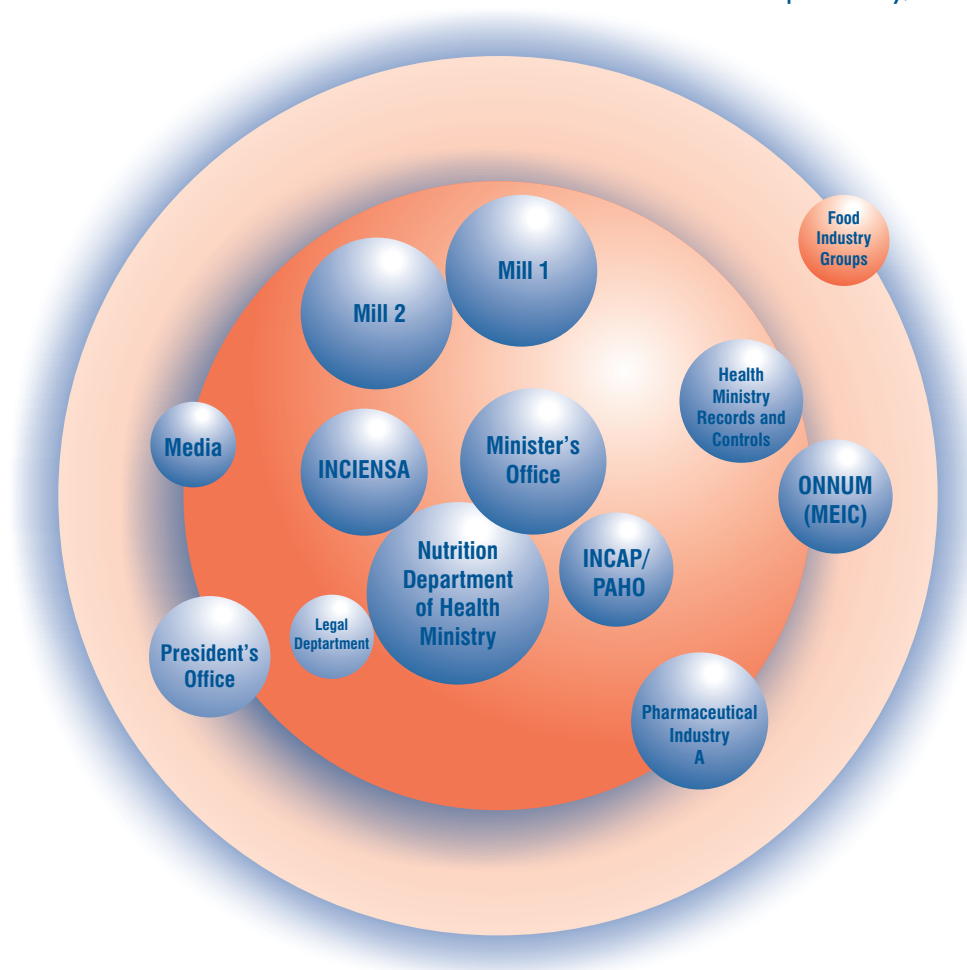 Food
Industry
Groups
Mill 1
Mill 2
Health
Ministry
Records and
Controls
Media
INCIENSA
Minister's
Office
ONNUM
(MEIC)
Nutrition
Department
of Health
Ministry
INCAP/
PAHO
Legal
Deptartment
President's
Office
Pharmaceutical
Industry
A